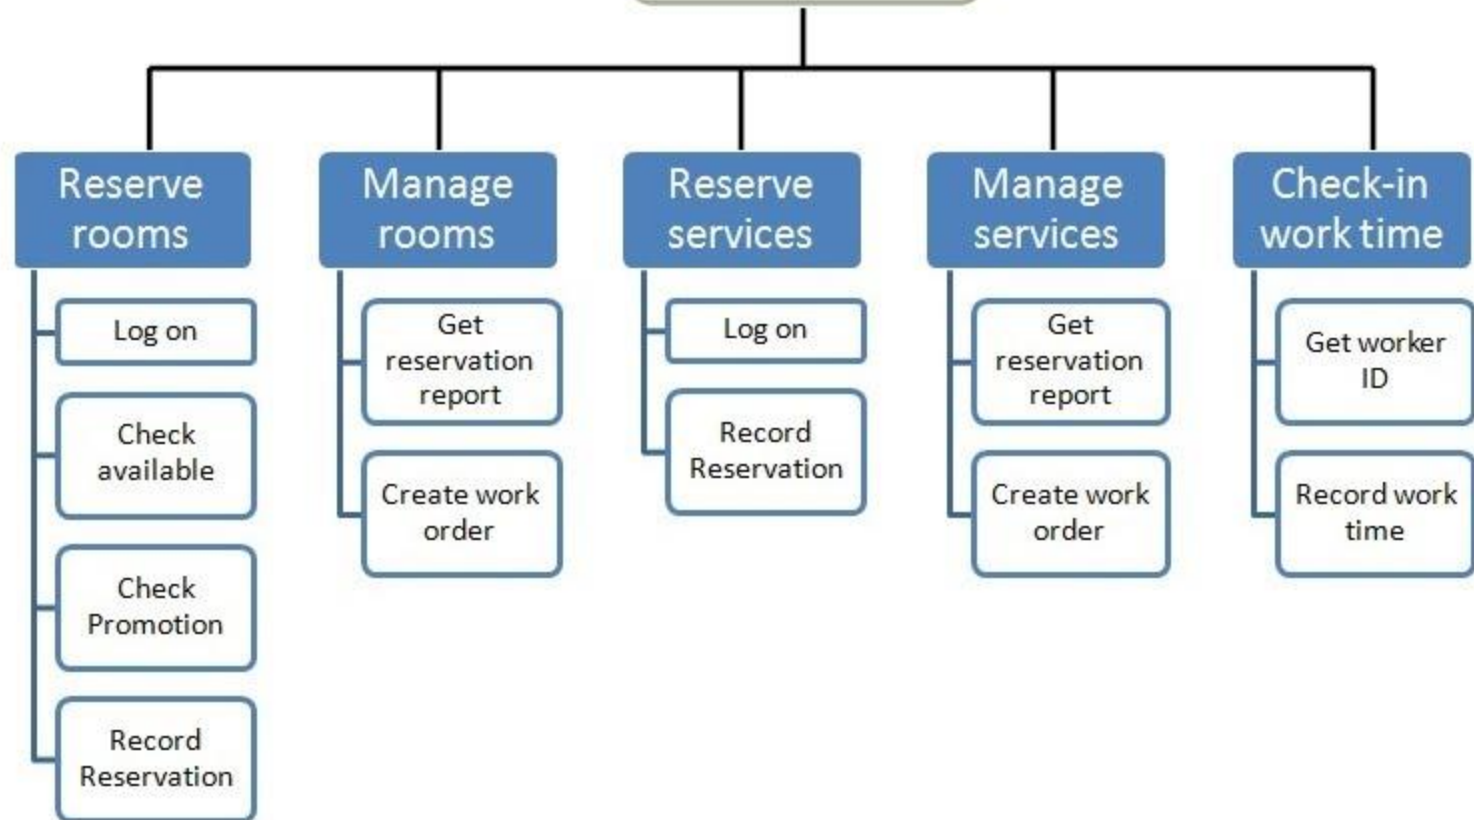 Reserve
rooms
Log on
Check
available
Check
Promotion
Record
Reservation
Manage
rooms
Get
reservation
report
Create work
order
Reserve
services
Log on
Record
Reservation
Manage
services
Get
reservation
report
Create work
order
Check-in
work time
Get worker
ID
Record work
time